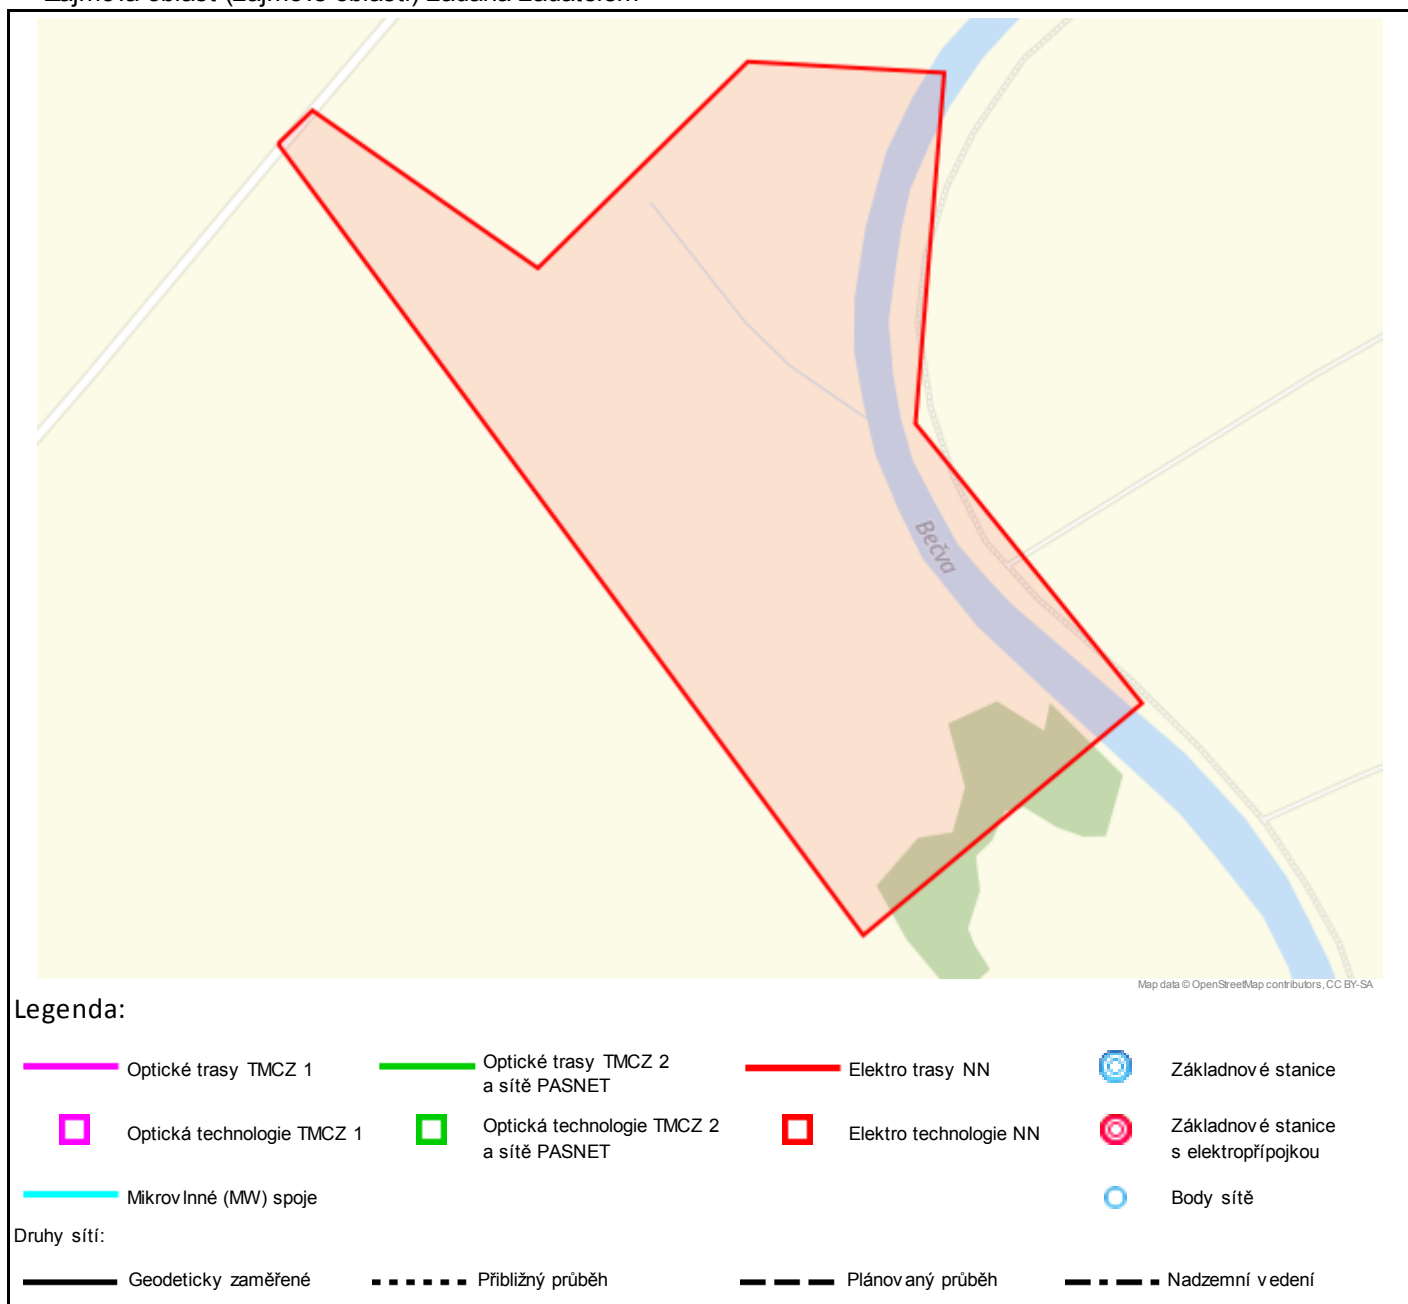 Bečva
Map data © OpenStreetMap contributors, CC BY-SA
Legenda:
Optické trasy TMCZ 1
Optické trasy TMCZ 2
a sítě PASNET
Elektro trasy NN
Základnové stanice
Optická technologie TMCZ 1
Optická technologie TMCZ 2
a sítě PASNET
Elektro technologie NN
Základnové stanice
s elektropřípojkou
Mikrovlnné (MW) spoje
Body sítě
Druhy sítí:
Geodeticky zaměřené
Přibližný průběh
Plánovaný průběh
Nadzemní vedení